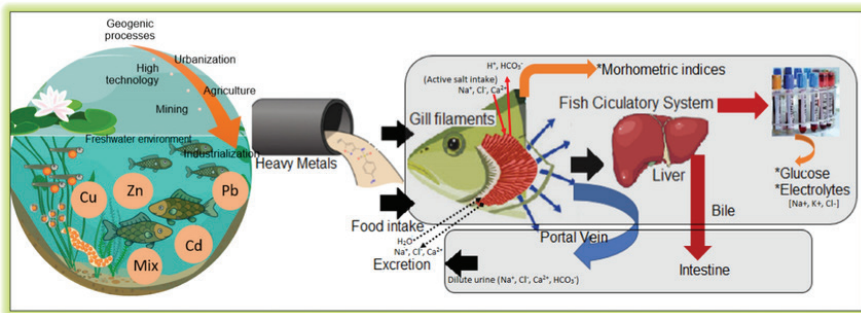 Geogenic
processes
Urbanization
High
technology
Agriculture
Mining
Freshwater environment
Industrialization
Cu
Zn
Pb
Cd
Mix
Heavy Metals
H⁺, HCO₃⁻
(Active salt intake)
Na⁺, Cl⁻, Ca²⁺
Gill filaments
*Morhometric indices
Fish Ciculatory System
Liver
*Glucose
*Electrolytes
[Na+, K+, Cl-]
Food intake
H₂O
Na⁺, Cl⁻, Ca²⁺
Excretion
Portal Vein
Bile
Intestine
Dilute urine (Na⁺, Cl⁻, Ca²⁺, HCO₃⁻)